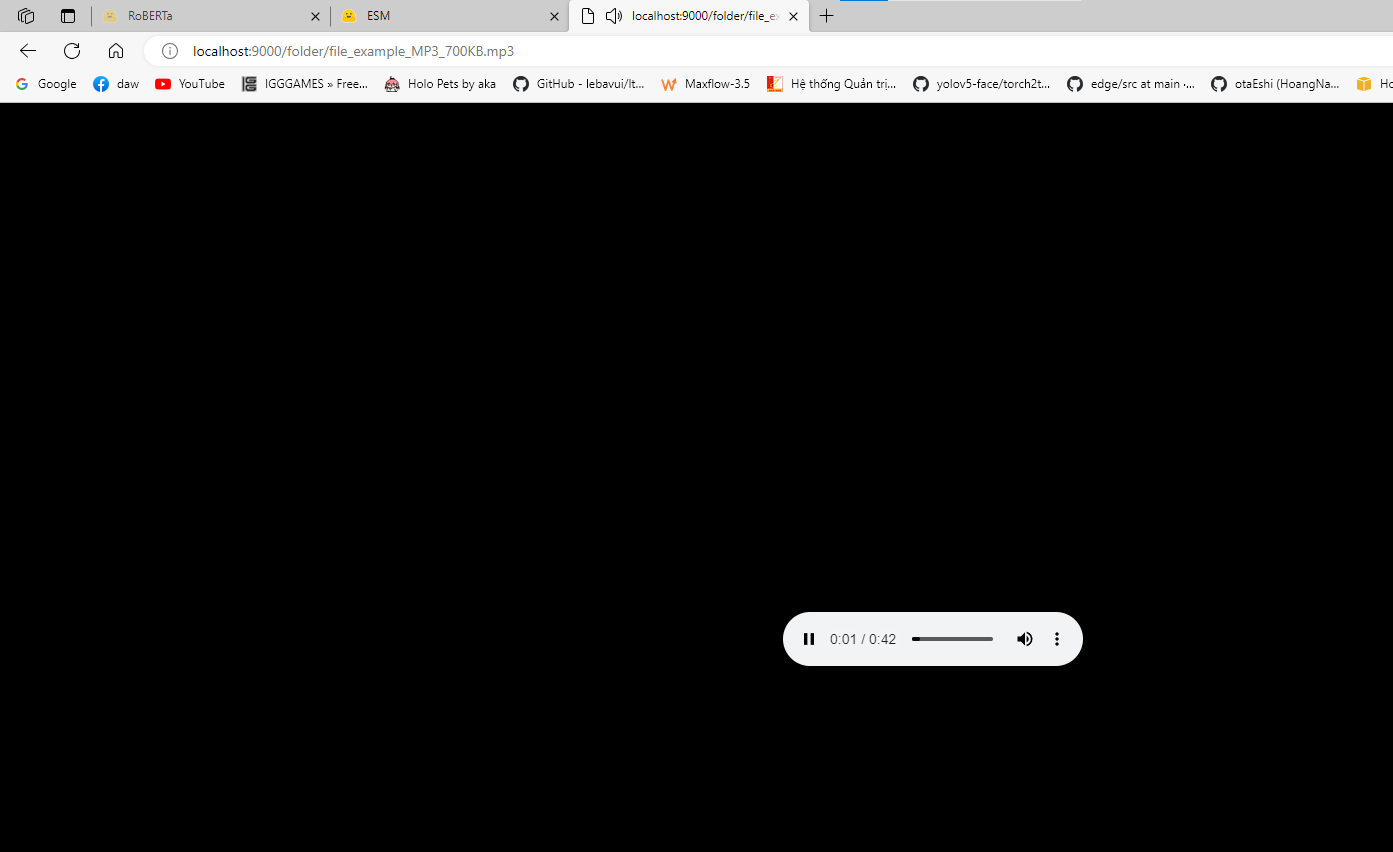 RoBERTa ESM localhost:9000/folder/file_ex
localhost:9000/folder/file_example_MP3_700KB.mp3
Google daw YouTube IGGGAMES » Free... Holo Pets by aka GitHub - lebavui/lt... Maxflow-3.5 Hệ thống Quản trị... yolov5-face/torch2t... edge/src at main ·... otaEshi (HoangNa... Ho
0:01 / 0:42